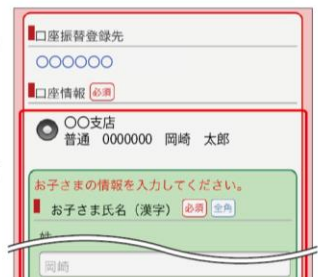 口座振替登録先
○○○○○○
口座情報 必須
○○支店
普通 0000000 岡崎 太郎
お子さまの情報を入力してください。
お子さま氏名（漢字） 必須 全角
姓
岡崎